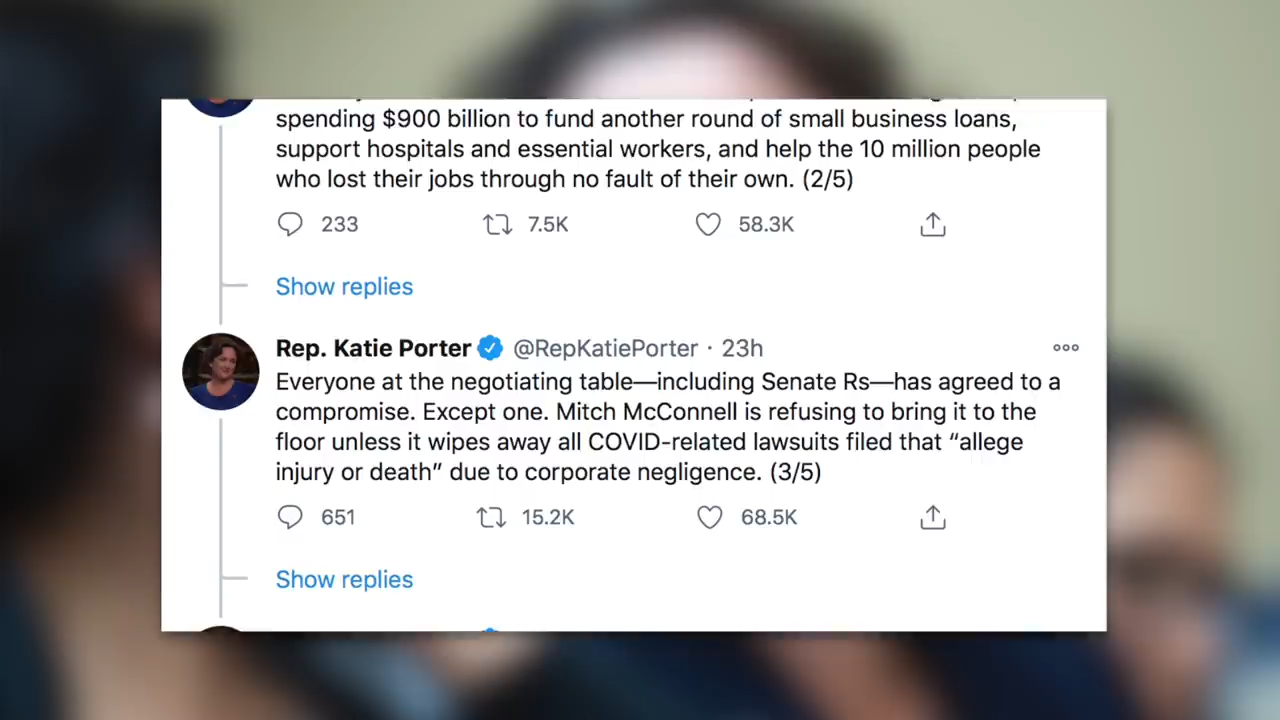 spending $900 billion to fund another round of small business loans,
support hospitals and essential workers, and help the 10 million people
who lost their jobs through no fault of their own. (2/5)
233 7.5K 58.3K
Show replies
Rep. Katie Porter @RepKatiePorter · 23h
Everyone at the negotiating table—including Senate Rs—has agreed to a
compromise. Except one. Mitch McConnell is refusing to bring it to the
floor unless it wipes away all COVID-related lawsuits filed that “allege
injury or death” due to corporate negligence. (3/5)
651 15.2K 68.5K
Show replies